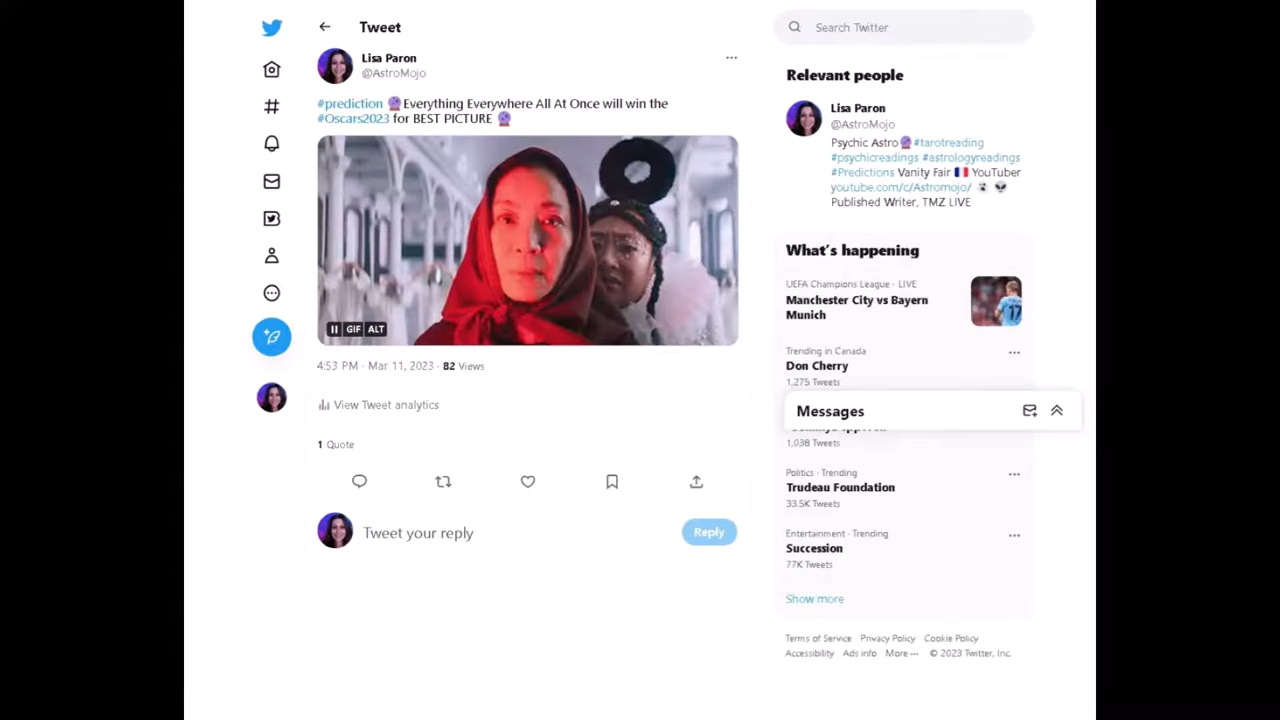 Tweet
Lisa Paron
@AstroMojo
#prediction 🔮Everything Everywhere All At Once will win the
#Oscars2023 for BEST PICTURE 🔮
GIF ALT
4:53 PM · Mar 11, 2023 · 82 Views
View Tweet analytics
1 Quote
Tweet your reply
Reply
Search Twitter
Relevant people
Lisa Paron
@AstroMojo
Psychic Astro🔮#tarotreading
#psychicreadings #astrologyreadings
#Predictions Vanity Fair 🇫🇷 YouTuber
youtube.com/c/Astromojo/
Published Writer, TMZ LIVE
What's happening
UEFA Champions League · LIVE
Manchester City vs Bayern
Munich
Trending in Canada
Don Cherry
1,275 Tweets
Messages
1,038 Tweets
Politics · Trending
Trudeau Foundation
33.5K Tweets
Entertainment · Trending
Succession
77K Tweets
Show more
Terms of Service Privacy Policy Cookie Policy
Accessibility Ads info More ··· © 2023 Twitter, Inc.